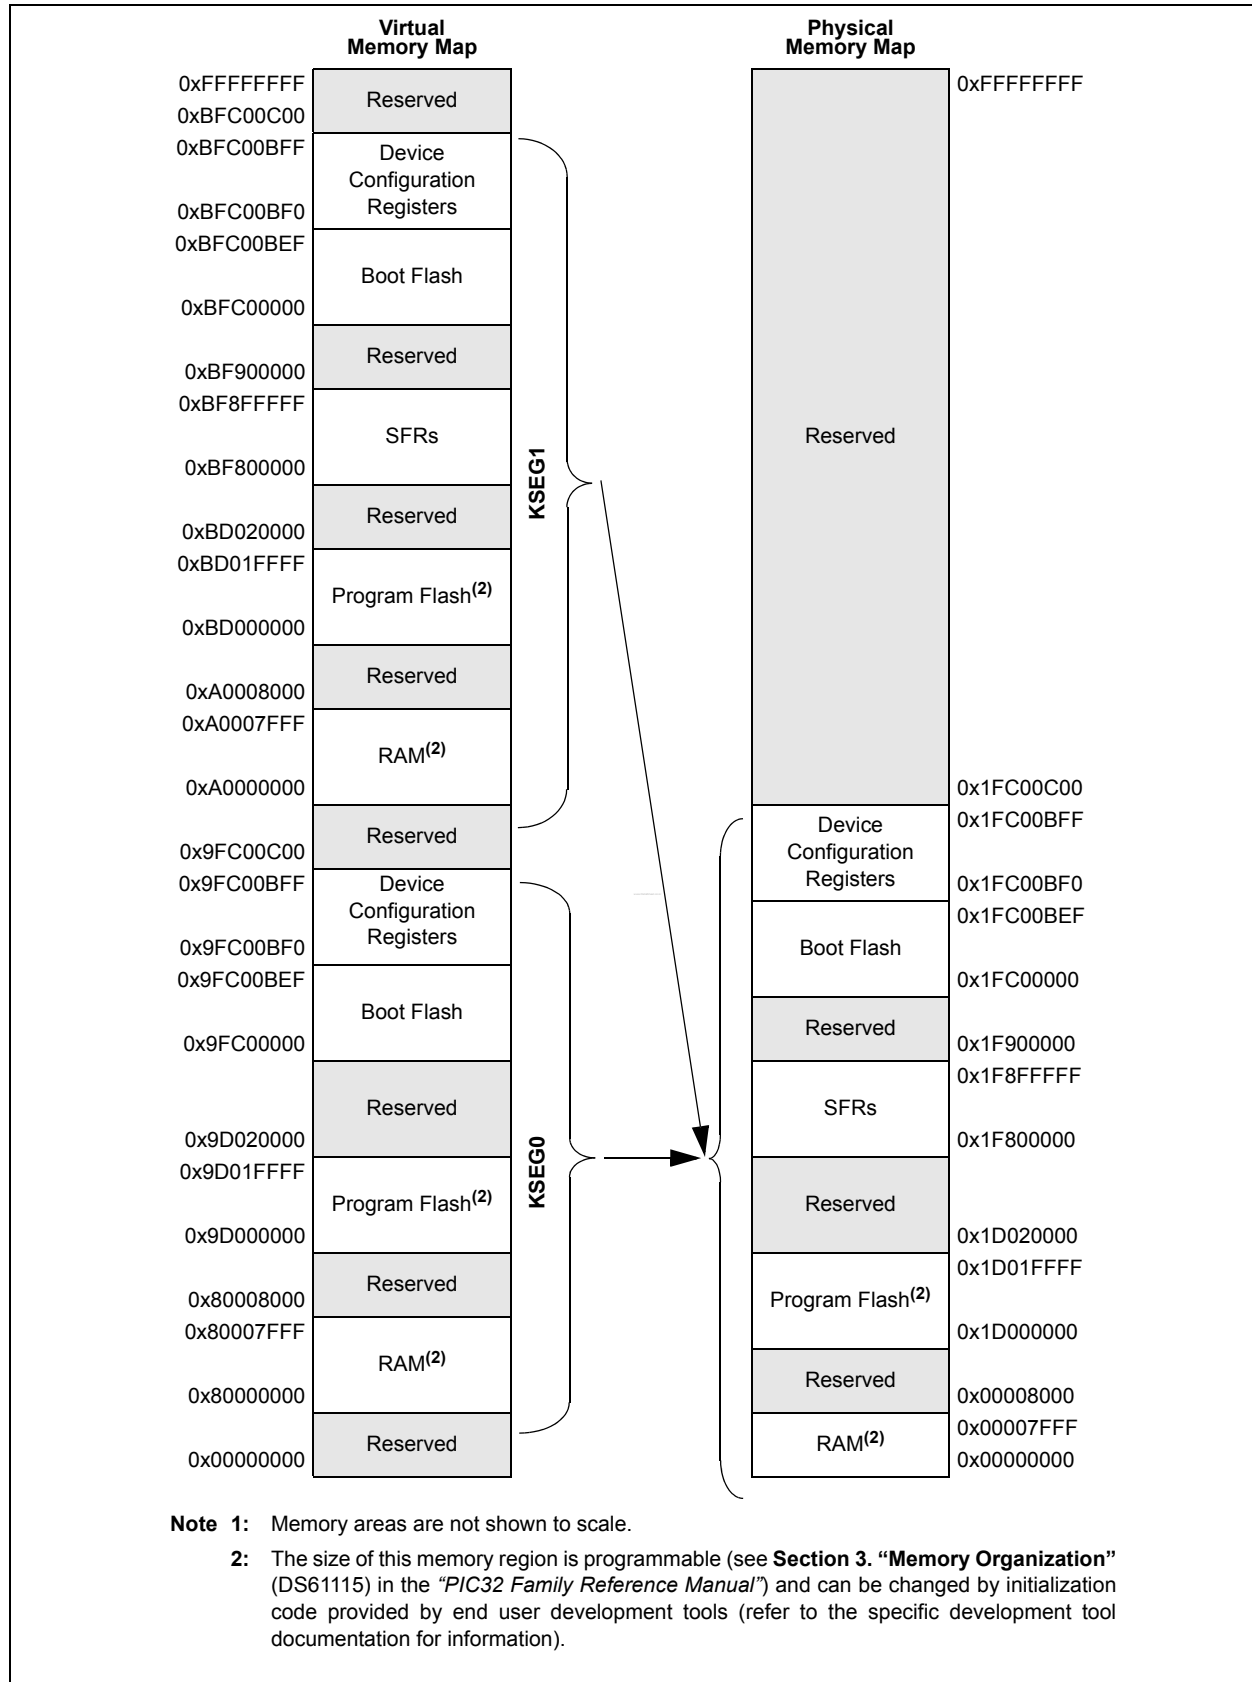 Virtual
Memory Map
0xFFFFFFFF
Reserved
0xBFC00C00
0xBFC00BFF
Device
Configuration
Registers
0xBFC00BF0
0xBFC00BEF
Boot Flash
0xBFC00000
Reserved
0xBF900000
0xBF8FFFFF
SFRs
0xBF800000
Reserved
0xBD020000
0xBD01FFFF
Program Flash(2)
0xBD000000
Reserved
0xA0008000
0xA0007FFF
RAM(2)
0xA0000000
Reserved
0x9FC00C00
0x9FC00BFF
Device
Configuration
Registers
0x9FC00BF0
0x9FC00BEF
Boot Flash
0x9FC00000
Reserved
0x9D020000
0x9D01FFFF
Program Flash(2)
0x9D000000
Reserved
0x80008000
0x80007FFF
RAM(2)
0x80000000
Reserved
0x00000000
KSEG1
KSEG0
Physical
Memory Map
0xFFFFFFFF
Reserved
0x1FC00C00
0x1FC00BFF
Device
Configuration
Registers
0x1FC00BF0
0x1FC00BEF
Boot Flash
0x1FC00000
Reserved
0x1F900000
0x1F8FFFFF
SFRs
0x1F800000
Reserved
0x1D020000
0x1D01FFFF
Program Flash(2)
0x1D000000
Reserved
0x00008000
0x00007FFF
RAM(2)
0x00000000
Note 1: Memory areas are not shown to scale.
2: The size of this memory region is programmable (see Section 3. “Memory Organization”
(DS61115) in the “PIC32 Family Reference Manual”) and can be changed by initialization
code provided by end user development tools (refer to the specific development tool
documentation for information).